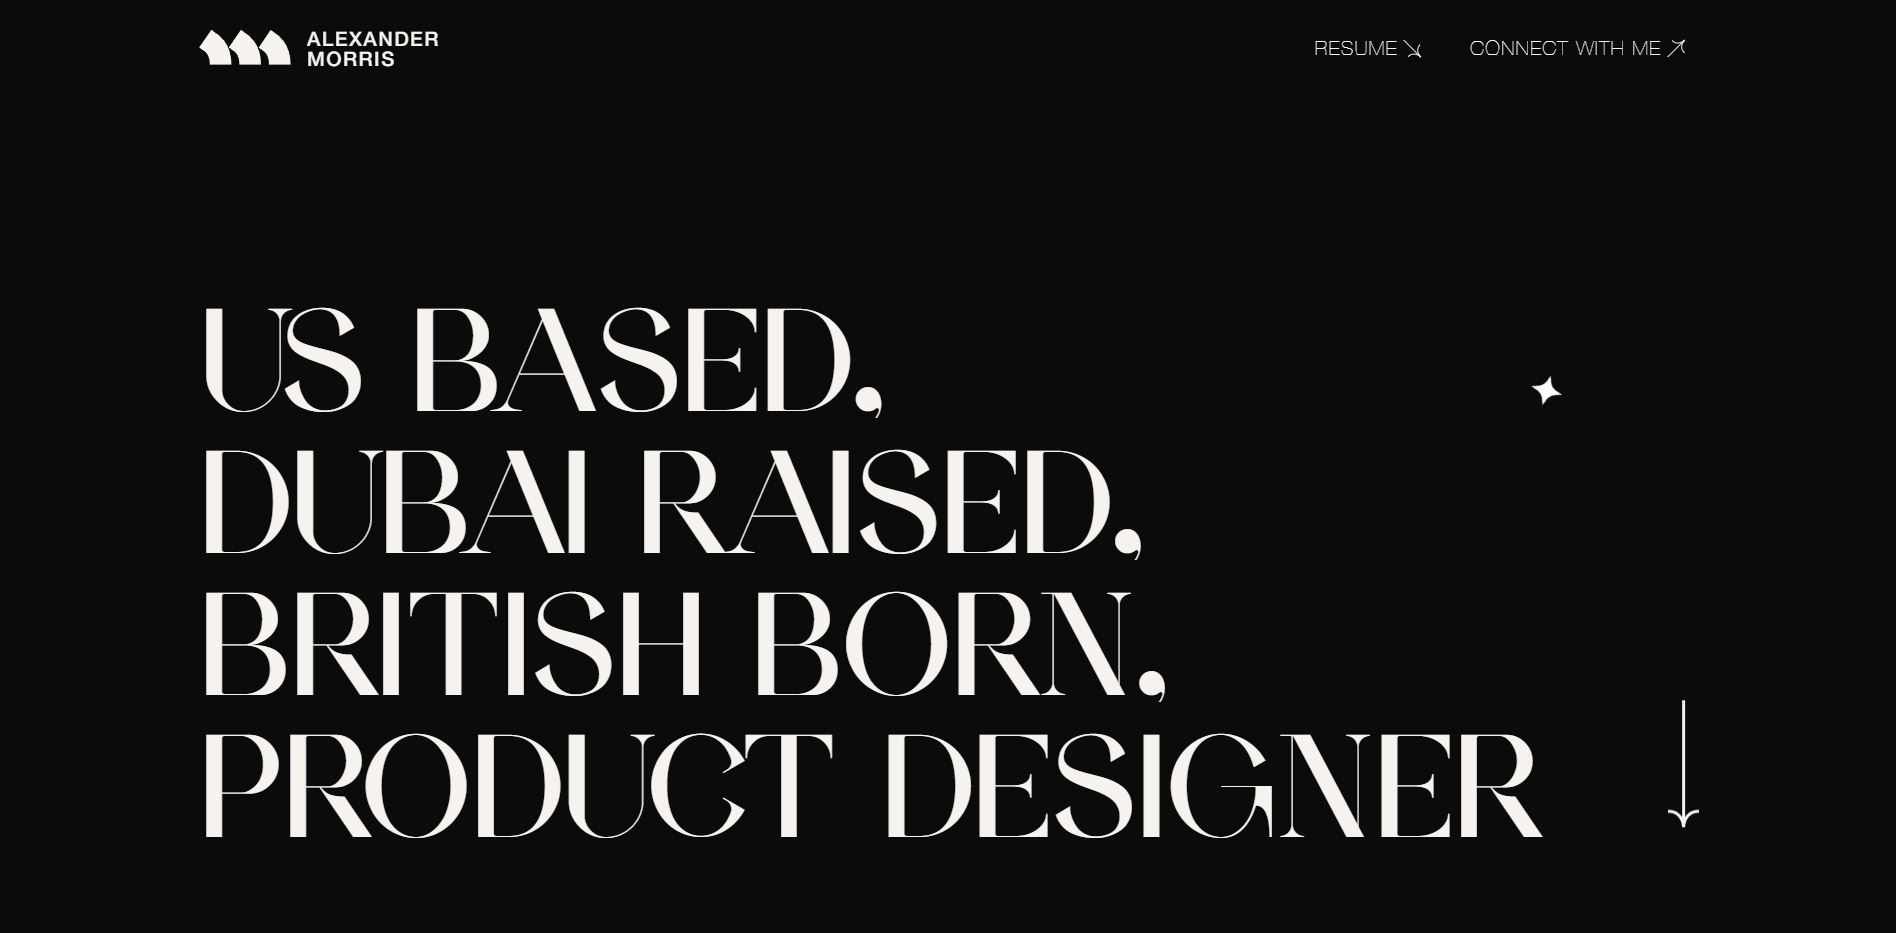 ALEXANDER
MORRIS
RESUME
CONNECT WITH ME
US BASED,
DUBAI RAISED,
BRITISH BORN,
PRODUCT DESIGNER